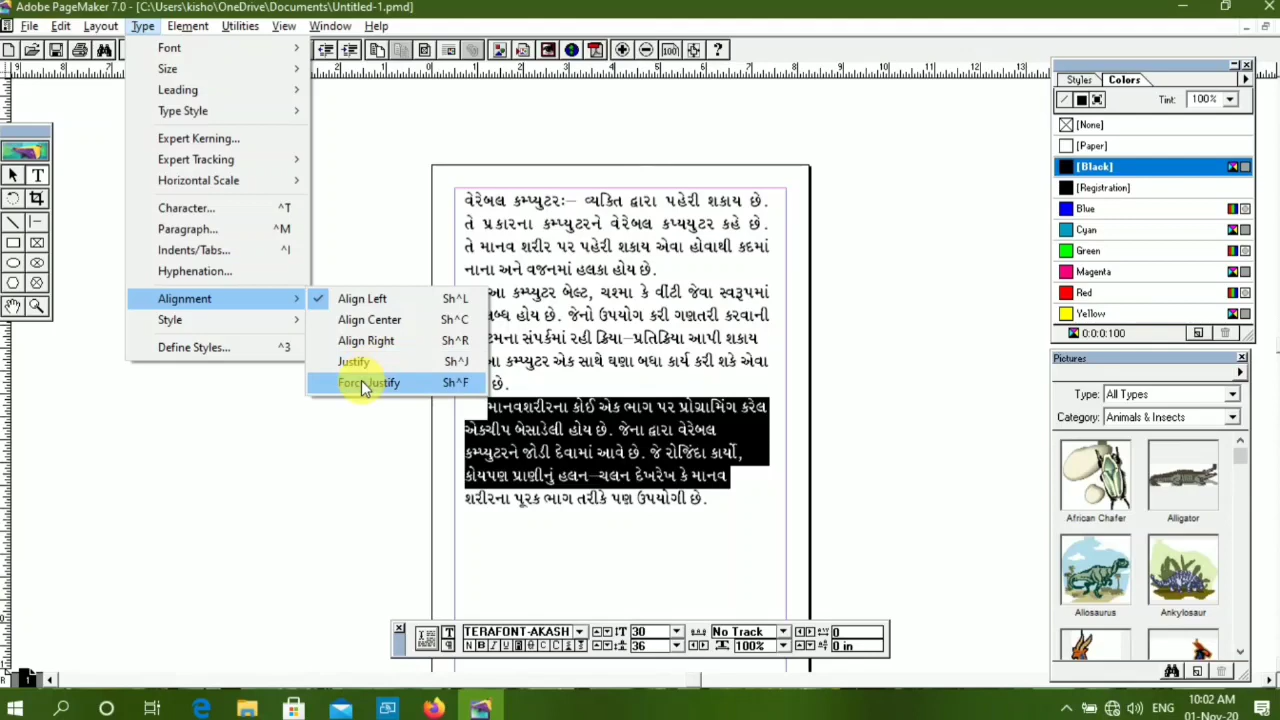 Adobe PageMaker 7.0 - [C:\Users\kisho\OneDrive\Documents\Untitled-1.pmd]
File Edit Layout Type Element Utilities View Window Help
Font
Size
Leading
Type Style
Expert Kerning...
Expert Tracking
Horizontal Scale
Character... ^T
Paragraph... ^M
Indents/Tabs... ^I
Hyphenation...
Alignment
Style
Define Styles... ^3
Align Left Sh^L
Align Center Sh^C
Align Right Sh^R
Justify Sh^J
Force Justify Sh^F
વેરેબલ કમ્પ્યુટર:– વ્યકિત દ્વારા પહેરી શકાય છે.
તે પ્રકારના કમ્પ્યુટરને વેરેબલ કપ્યયુટર કહે છે.
તે માનવ શરીર પર પહેરી શકાય એવા હોવાથી કદમાં
નાના અને વજનમાં હલકા હોય છે.
આ કમ્પ્યુટર બેલ્ટ, ચશ્મા કે વીંટી જેવા સ્વરૂપમાં
બ્ધ હોય છે. જેનો ઉપયોગ કરી ગણતરી કરવાની
ટમના સંપર્કમાં રહી ક્રિયા–પ્રતિક્રિયા આપી શકાય
આ કમ્પ્યુટર એક સાથે ઘણા બધા કાર્ય કરી શકે એવા
છે.
માનવશરીરના કોઈ એક ભાગ પર પ્રોગ્રામિંગ કરેલ
એકચીપ બેસાડેલી હોય છે. જેના દ્વારા વેરેબલ
કમ્પ્યુટરને જોડી દેવામાં આવે છે. જે રોજિંદા કાર્યો,
કોયપણ પ્રાણીનું હલન–ચલન દેખરેખ કે માનવ
શરીરના પૂરક ભાગ તરીકે પણ ઉપયોગી છે.
Styles Colors
Tint: 100%
[None]
[Paper]
[Black]
[Registration]
Blue
Cyan
Green
Magenta
Red
Yellow
0:0:0:100
Pictures
Type: All Types
Category: Animals & Insects
African Chafer Alligator
Allosaurus Ankylosaur
TERAFONT-AKASH 30 No Track 0
N B I U 36 100% 0 in
1
10:02 AM
ENG
01-Nov-20